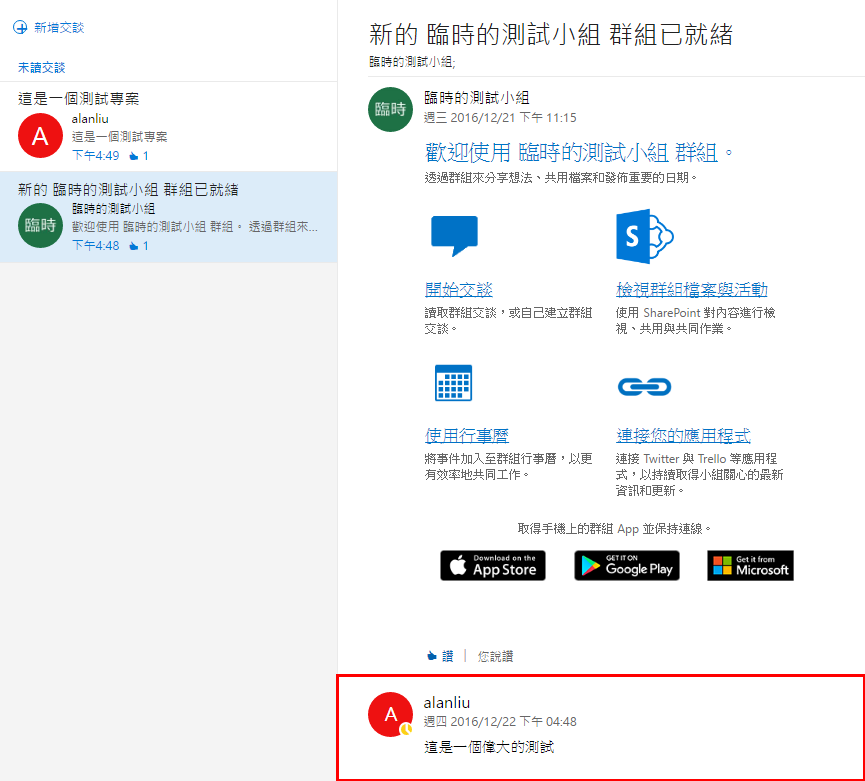 新增交談
未讀交談
這是一個測試專案
A
alanliu
這是一個測試專案
下午4:49 1
新的 臨時的測試小組 群組已就緒
臨時
臨時的測試小組
歡迎使用 臨時的測試小組 群組。 透過群組來...
下午4:48 1
新的 臨時的測試小組 群組已就緒
臨時的測試小組;
臨時
臨時的測試小組
週三 2016/12/21 下午 11:15
歡迎使用 臨時的測試小組 群組。
透過群組來分享想法、共用檔案和發佈重要的日期。
開始交談
讀取群組交談，或自己建立群組
交談。
S
檢視群組檔案與活動
使用 SharePoint 對內容進行檢
視、共用與共同作業。
使用行事曆
將事件加入至群組行事曆，以更
有效率地共同工作。
連接您的應用程式
連接 Twitter 與 Trello 等應用程
式，以持續取得小組關心的最新
資訊和更新。
取得手機上的群組 App 並保持連線。
Download on the
App Store
GET IT ON
Google Play
Get it from
Microsoft
讚 | 您說讚
A
alanliu
週四 2016/12/22 下午 04:48
這是一個偉大的測試